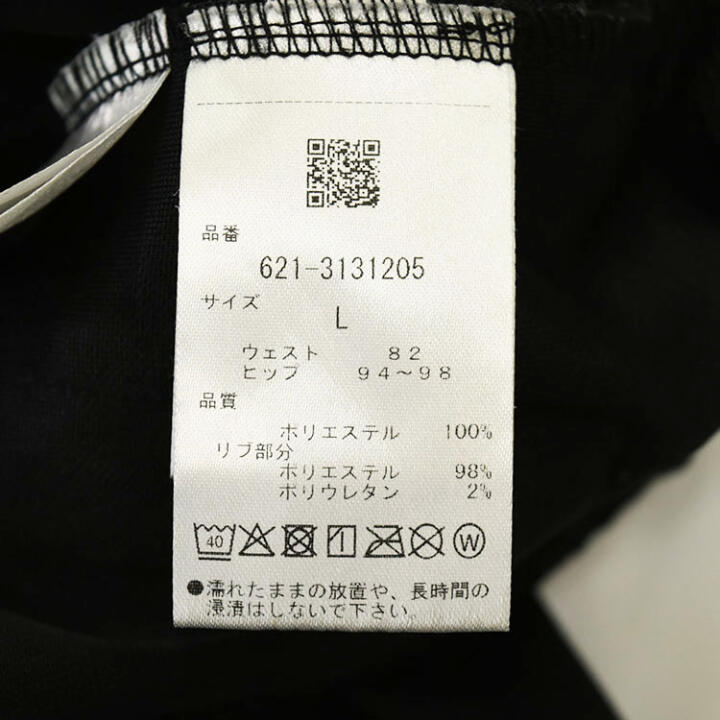 品番
621-3131205
サイズ
L
ウェスト 82
ヒップ 94〜98
品質
ポリエステル 100%
リブ部分
ポリエステル 98%
ポリウレタン 2%
40 W
●濡れたままの放置や、長時間の
浸漬はしないで下さい。